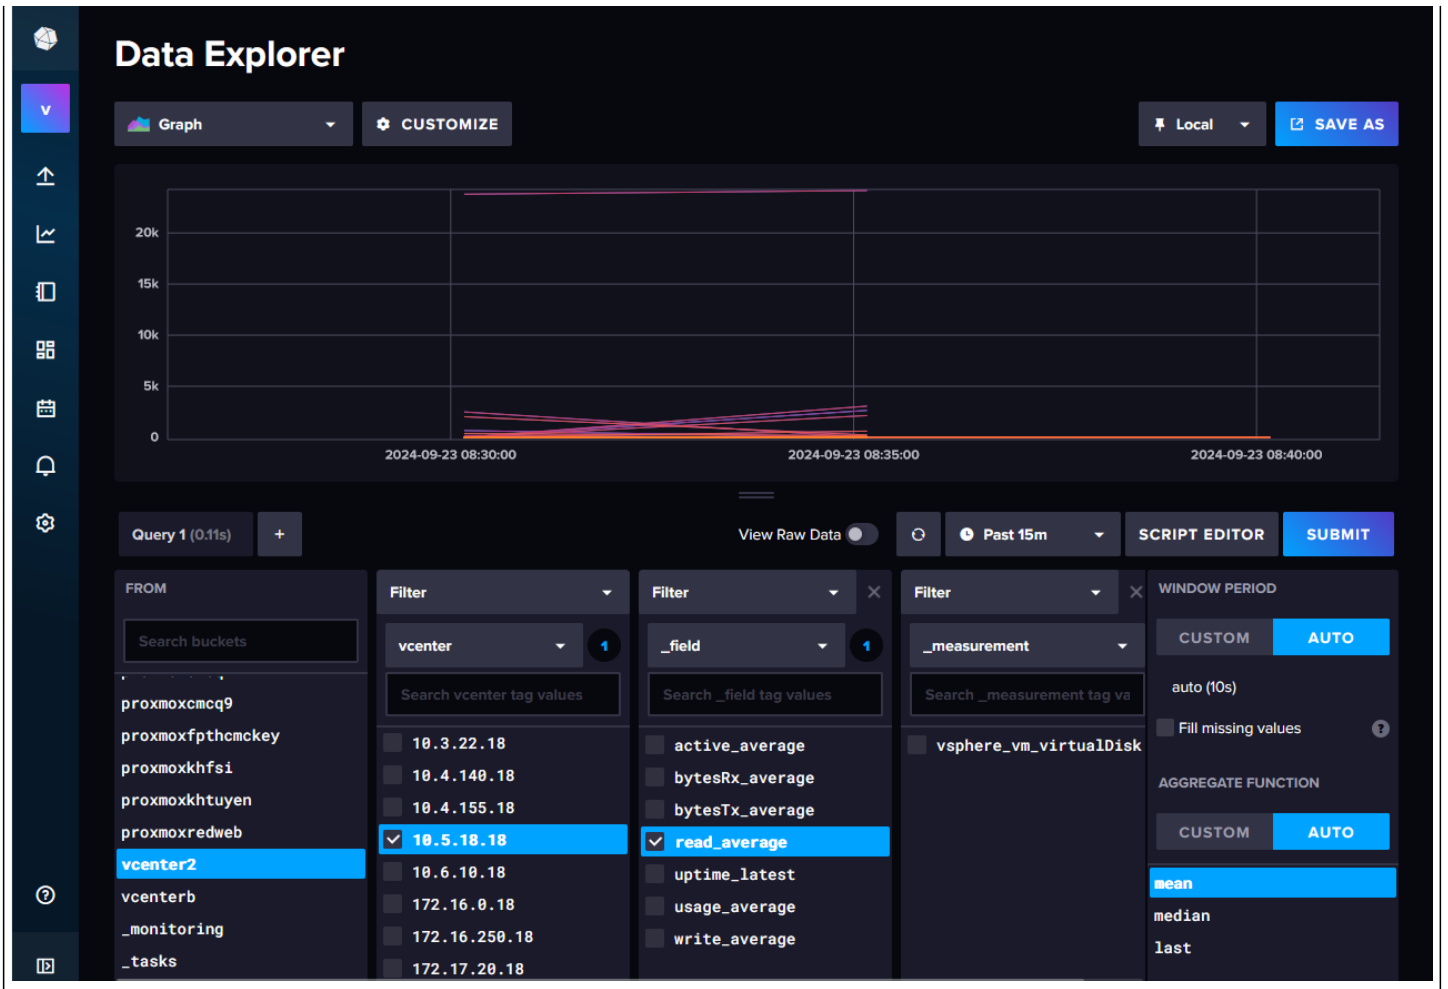 Data Explorer
v
Graph
CUSTOMIZE
Local
SAVE AS
20k
15k
10k
5k
0
2024-09-23 08:30:00
2024-09-23 08:35:00
2024-09-23 08:40:00
Query 1 (0.11s)
+
View Raw Data
Past 15m
SCRIPT EDITOR
SUBMIT
FROM
Search buckets
proxmoxcmcq9
proxmoxfpthcmckey
proxmoxkhfsi
proxmoxkhtuyen
proxmoxredweb
vcenter2
vcenterb
_monitoring
_tasks
Filter
vcenter
1
Search vcenter tag values
10.3.22.18
10.4.140.18
10.4.155.18
10.5.18.18
10.6.10.18
172.16.0.18
172.16.250.18
172.17.20.18
Filter
_field
1
Search _field tag values
active_average
bytesRx_average
bytesTx_average
read_average
uptime_latest
usage_average
write_average
Filter
_measurement
Search _measurement tag va
vsphere_vm_virtualDisk
WINDOW PERIOD
CUSTOM
AUTO
auto (10s)
Fill missing values
?
AGGREGATE FUNCTION
CUSTOM
AUTO
mean
median
last